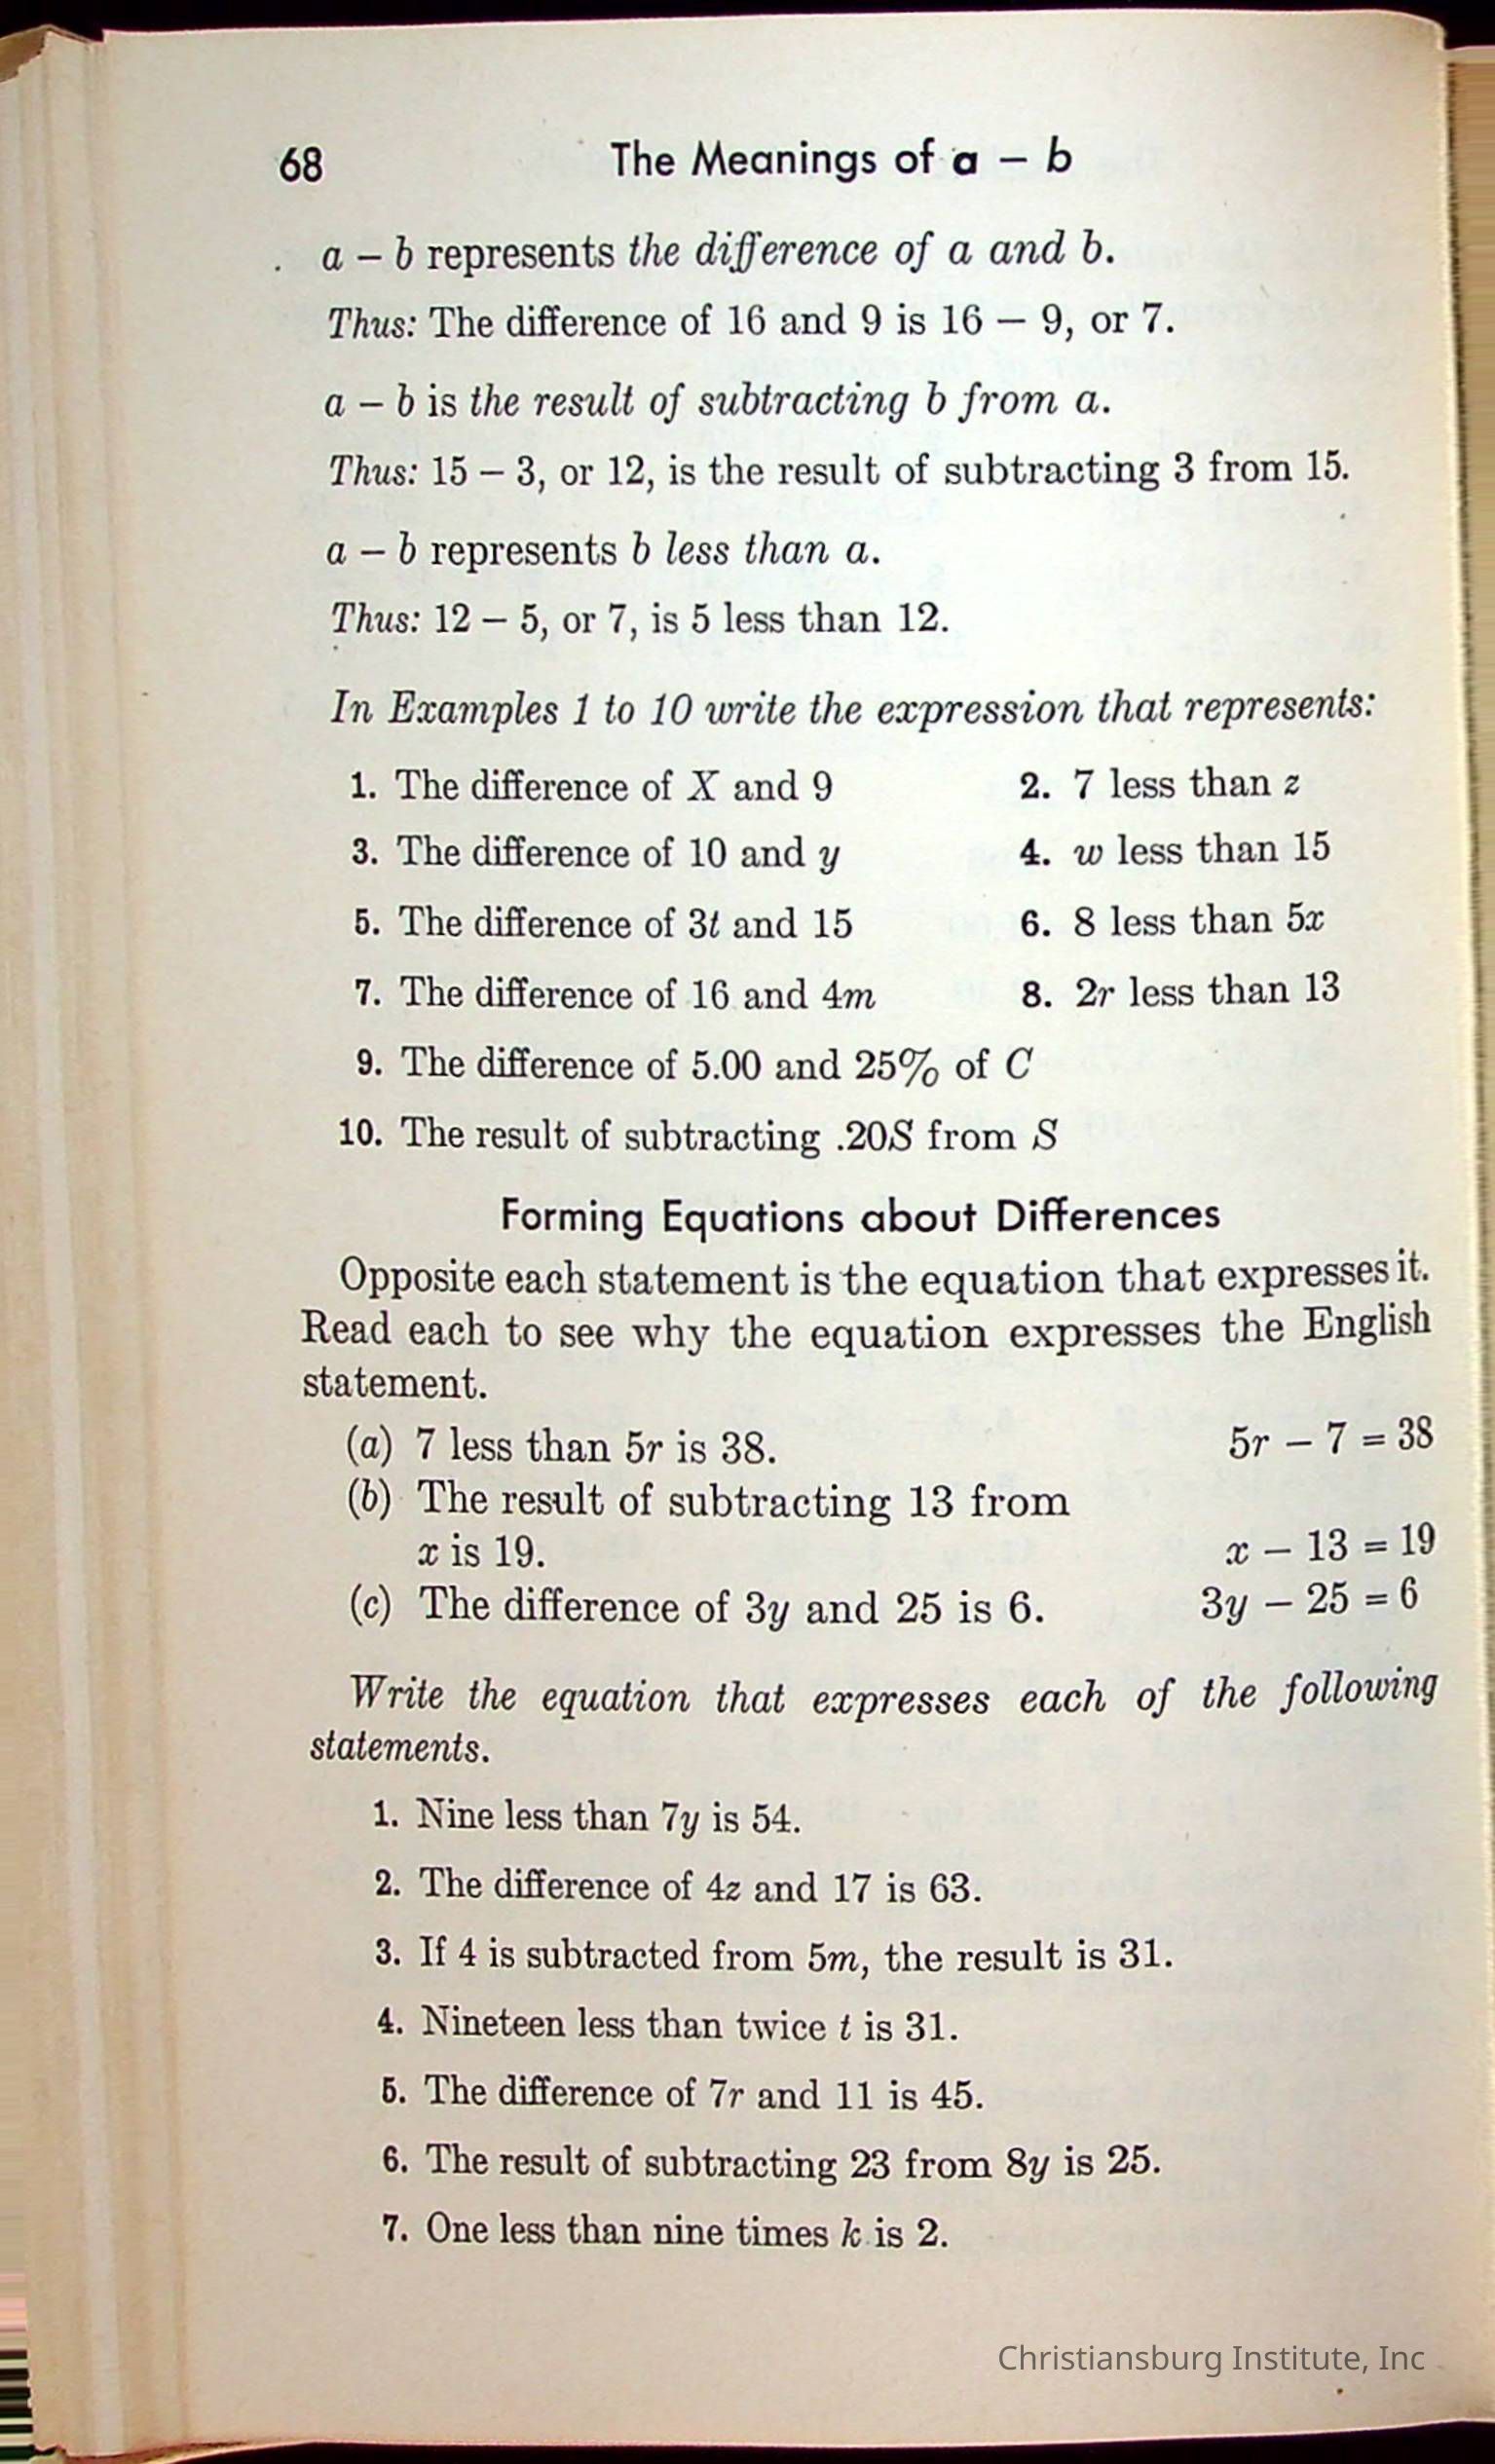 68 The Meanings of a – b
a – b represents the difference of a and b.
Thus: The difference of 16 and 9 is 16 – 9, or 7.
a – b is the result of subtracting b from a.
Thus: 15 – 3, or 12, is the result of subtracting 3 from 15.
a – b represents b less than a.
Thus: 12 – 5, or 7, is 5 less than 12.
In Examples 1 to 10 write the expression that represents:
1. The difference of X and 9 2. 7 less than z
3. The difference of 10 and y 4. w less than 15
5. The difference of 3t and 15 6. 8 less than 5x
7. The difference of 16 and 4m 8. 2r less than 13
9. The difference of 5.00 and 25% of C
10. The result of subtracting .20S from S
Forming Equations about Differences
Opposite each statement is the equation that expresses it.
Read each to see why the equation expresses the English
statement.
(a) 7 less than 5r is 38. 5r – 7 = 38
(b) The result of subtracting 13 from
x is 19. x – 13 = 19
(c) The difference of 3y and 25 is 6. 3y – 25 = 6
Write the equation that expresses each of the following
statements.
1. Nine less than 7y is 54.
2. The difference of 4z and 17 is 63.
3. If 4 is subtracted from 5m, the result is 31.
4. Nineteen less than twice t is 31.
5. The difference of 7r and 11 is 45.
6. The result of subtracting 23 from 8y is 25.
7. One less than nine times k is 2.
Christiansburg Institute, Inc